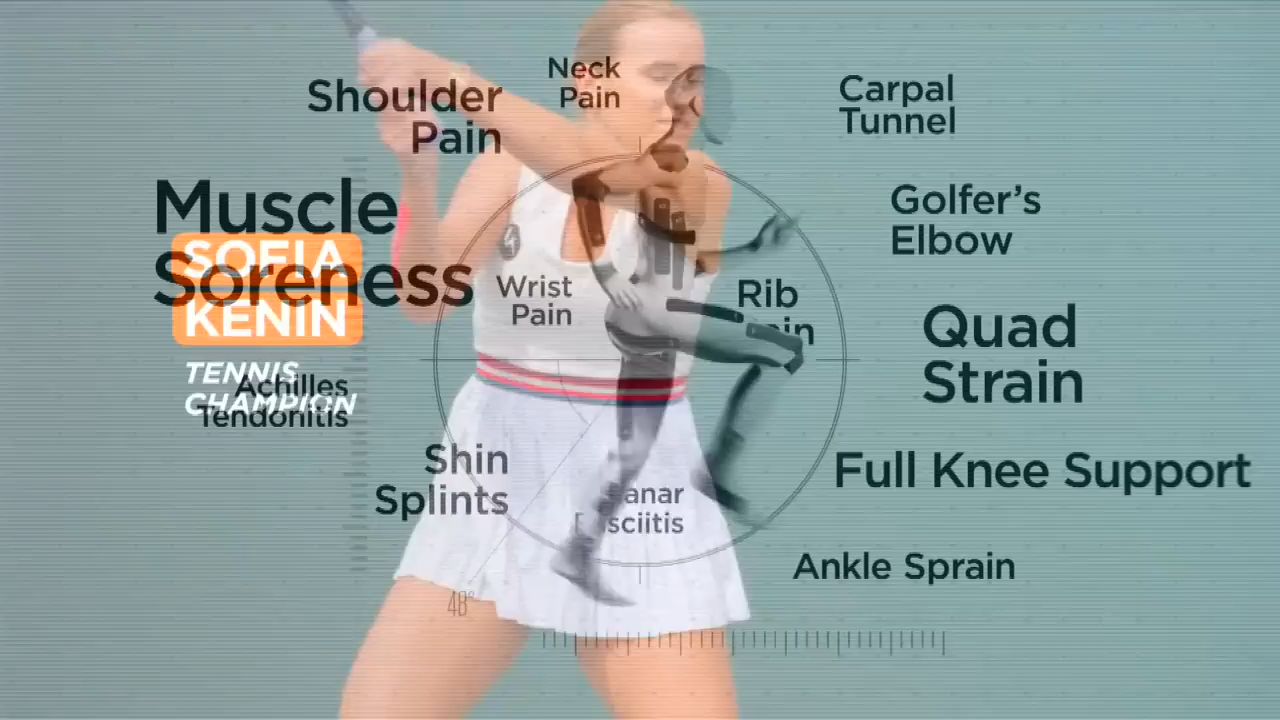 Neck
Pain
Shoulder
Pain
Carpal
Tunnel
Muscle
Soreness
SOFIA
KENIN
TENNIS
CHAMPION
Achilles
Tendonitis
Golfer's
Elbow
Wrist
Pain
Rib
Quad
Strain
Shin
Splints
Full Knee Support
Ankle Sprain
48°